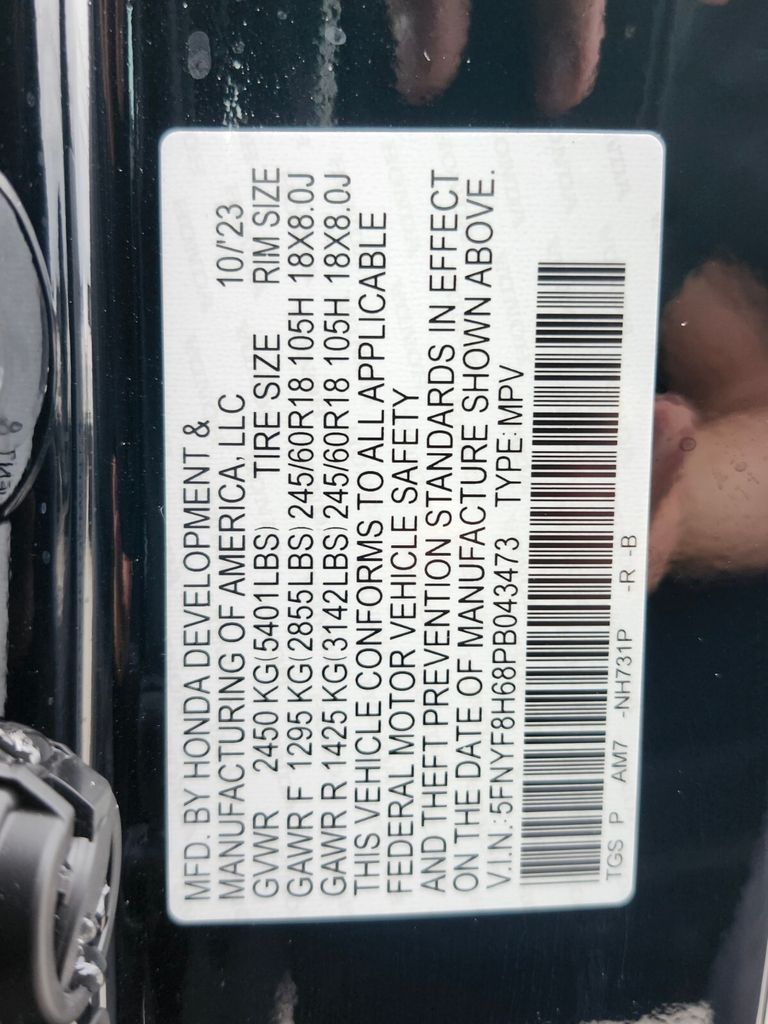 MFD. BY HONDA DEVELOPMENT &
MANUFACTURING OF AMERICA, LLC 10/'23
GVWR 2450 KG(5401LBS) TIRE SIZE RIM SIZE
GAWR F 1295 KG(2855LBS) 245/60R18 105H 18X8.0J
GAWR R 1425 KG(3142LBS) 245/60R18 105H 18X8.0J
THIS VEHICLE CONFORMS TO ALL APPLICABLE
FEDERAL MOTOR VEHICLE SAFETY
AND THEFT PREVENTION STANDARDS IN EFFECT
ON THE DATE OF MANUFACTURE SHOWN ABOVE.
V.I.N.:5FNYF8H68PB043473 TYPE:MPV
TGS P AM7 -NH731P -R -B